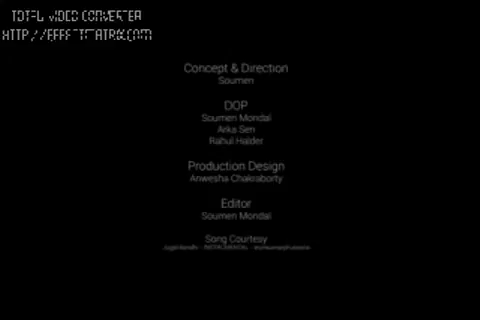 TOTAL VIDEO CONVERTER
HTTP://EFFECTMATRIX.COM
Concept & Direction
Soumen
DOP
Soumen Mondal
Arka Sen
Rahul Halder
Production Design
Anwesha Chakraborty
Editor
Soumen Mondal
Song Courtesy